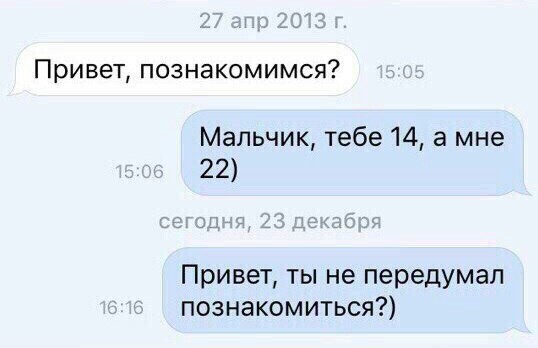 27 апр 2013 г.
Привет, познакомимся?
15:05
Мальчик, тебе 14, а мне
22)
15:06
сегодня, 23 декабря
Привет, ты не передумал
познакомиться?)
16:16